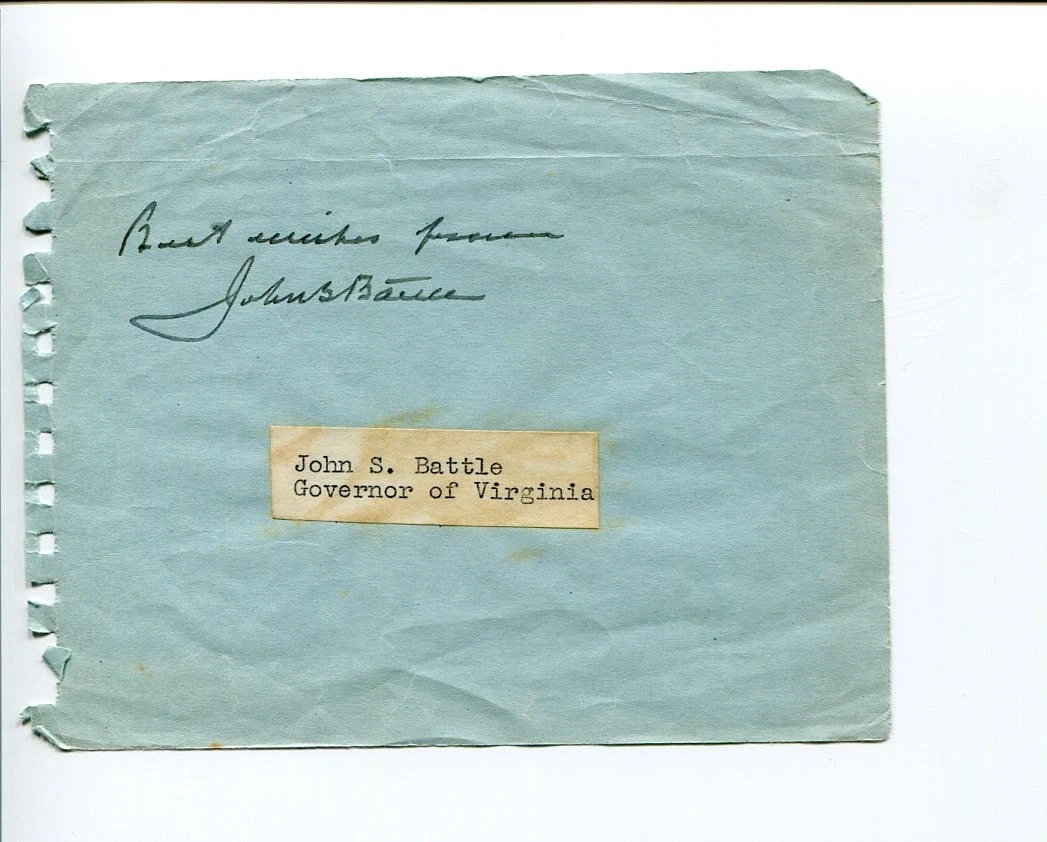 Best wishes from
John S Battle
John S. Battle
Governor of Virginia